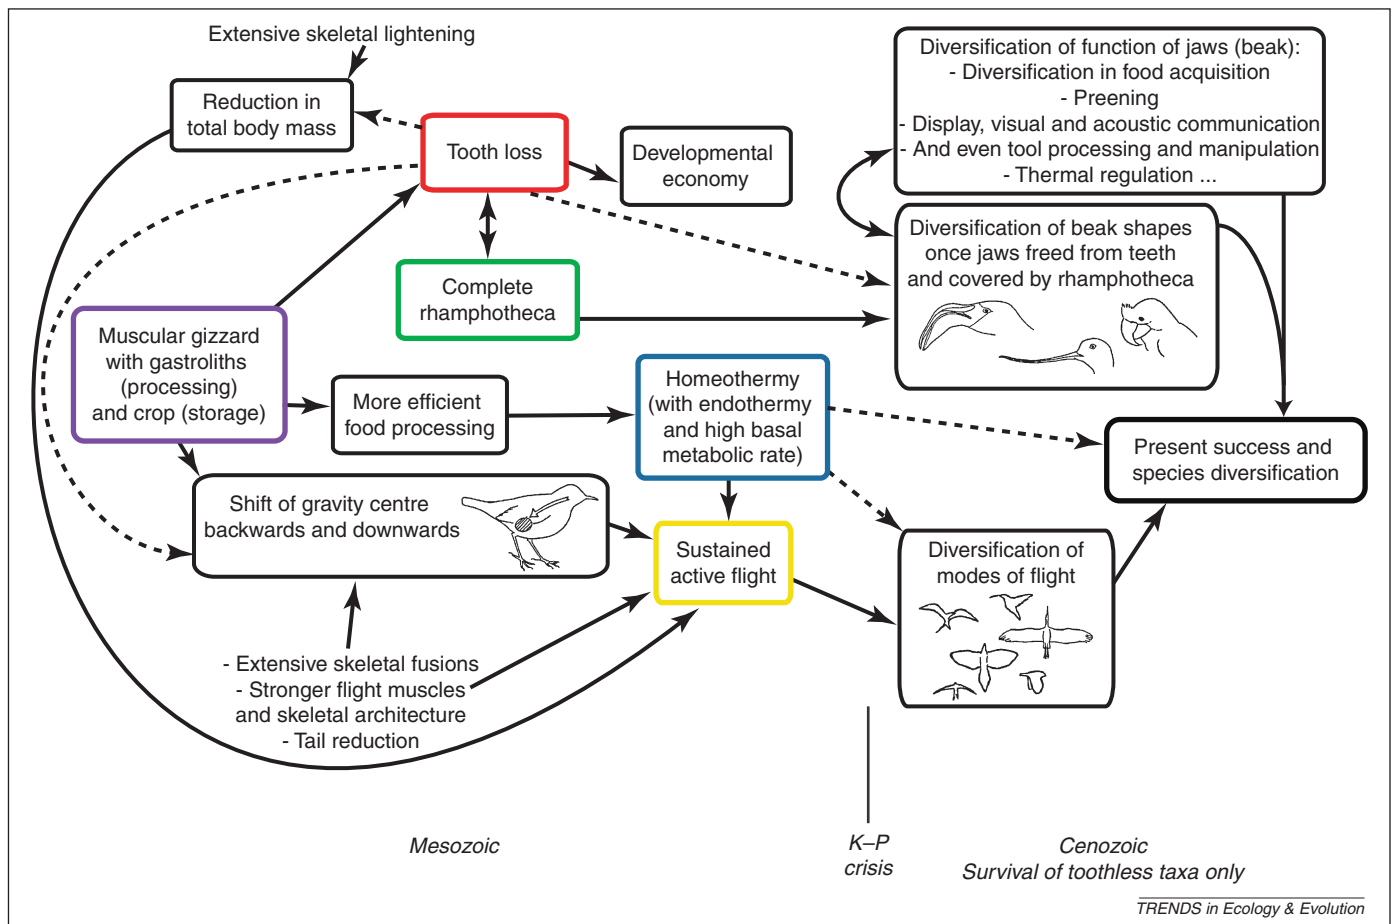 Extensive skeletal lightening
Reduction in
total body mass
Tooth loss
Developmental
economy
Diversification of function of jaws (beak):
- Diversification in food acquisition
- Preening
- Display, visual and acoustic communication
- And even tool processing and manipulation
- Thermal regulation ...
Diversification of beak shapes
once jaws freed from teeth
and covered by rhamphotheca
Complete
rhamphotheca
Muscular gizzard
with gastroliths
(processing)
and crop (storage)
More efficient
food processing
Homeothermy
(with endothermy
and high basal
metabolic rate)
Present success and
species diversification
Shift of gravity centre
backwards and downwards
Sustained
active flight
Diversification of
modes of flight
- Extensive skeletal fusions
- Stronger flight muscles
and skeletal architecture
- Tail reduction
Mesozoic
K–P
crisis
Cenozoic
Survival of toothless taxa only
TRENDS in Ecology & Evolution